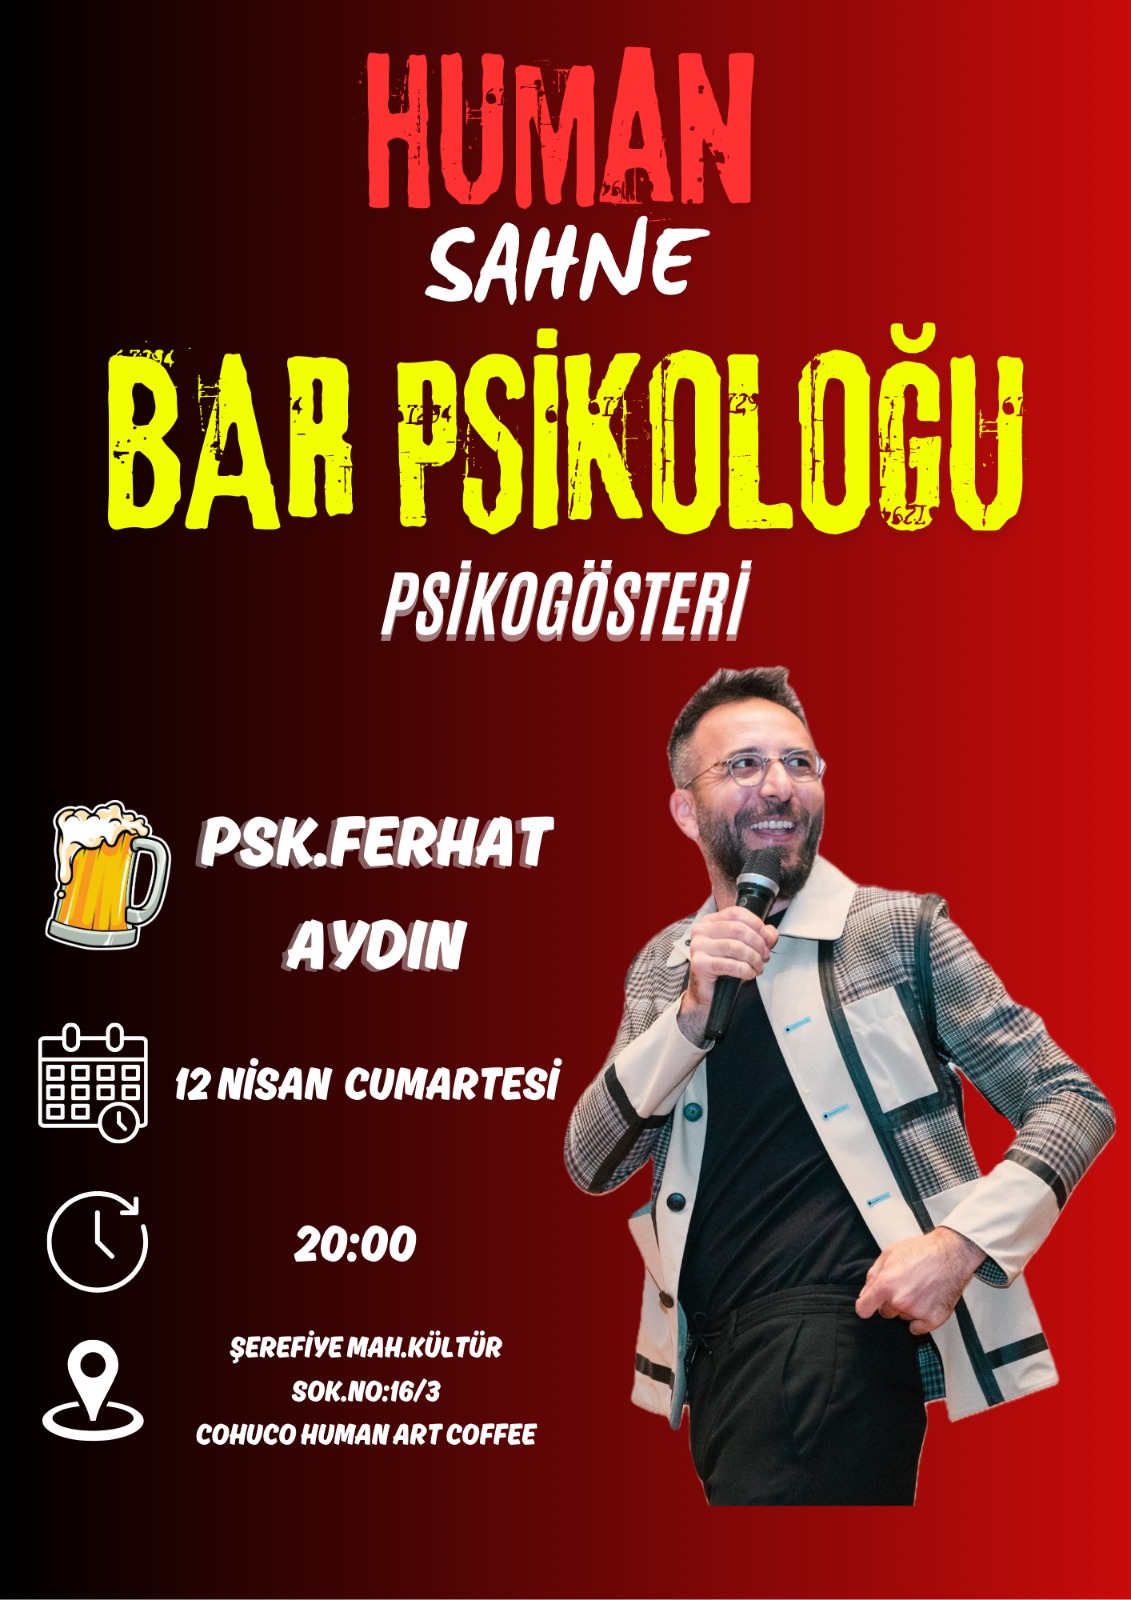 HUMAN
SAHNE
BAR PSİKOLOĞU
PSİKOGÖSTERİ
PSK.FERHAT
AYDIN
12 NİSAN CUMARTESİ
20:00
ŞEREFİYE MAH.KÜLTÜR
SOK.NO:16/3
COHUCO HUMAN ART COFFEE